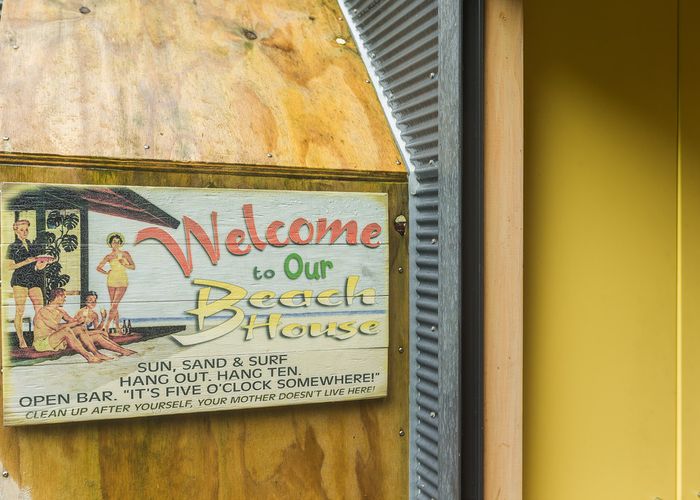 Welcome
to Our
Beach
House
SUN, SAND & SURF
HANG OUT. HANG TEN.
OPEN BAR. "IT'S FIVE O'CLOCK SOMEWHERE!"
CLEAN UP AFTER YOURSELF, YOUR MOTHER DOESN'T LIVE HERE!